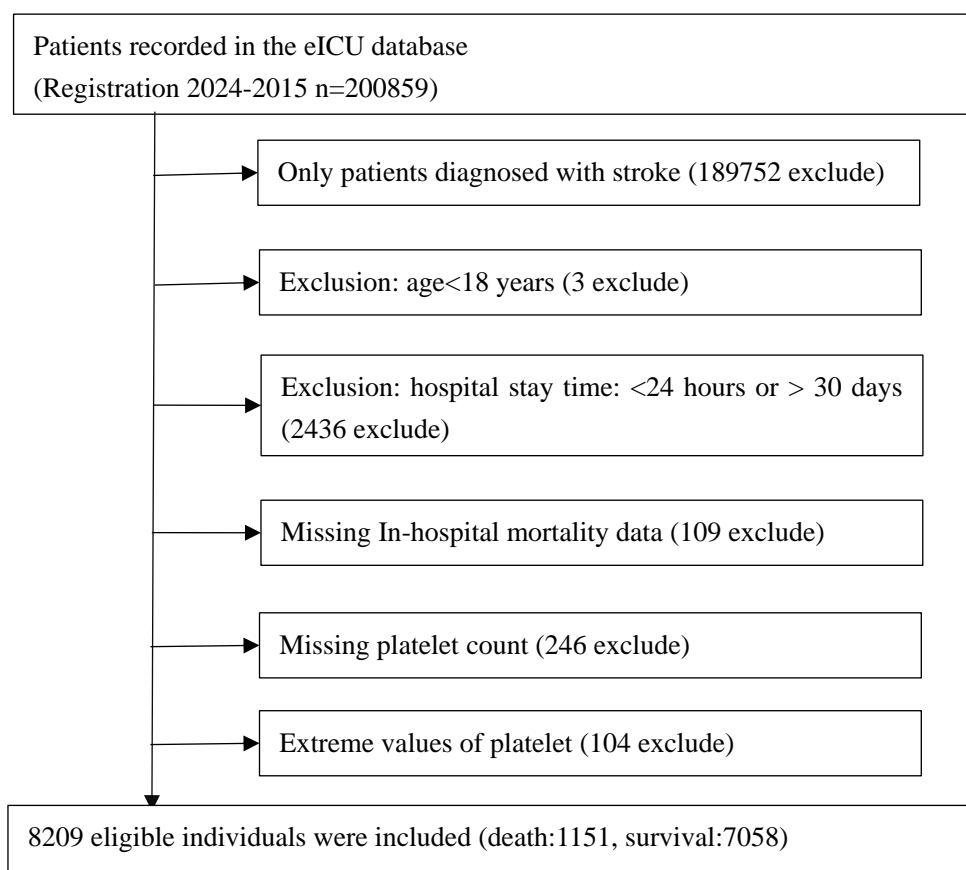 Patients recorded in the eICU database
(Registration 2024-2015 n=200859)
Only patients diagnosed with stroke (189752 exclude)
Exclusion: age<18 years (3 exclude)
Exclusion: hospital stay time: <24 hours or > 30 days
(2436 exclude)
Missing In-hospital mortality data (109 exclude)
Missing platelet count (246 exclude)
Extreme values of platelet (104 exclude)
8209 eligible individuals were included (death:1151, survival:7058)